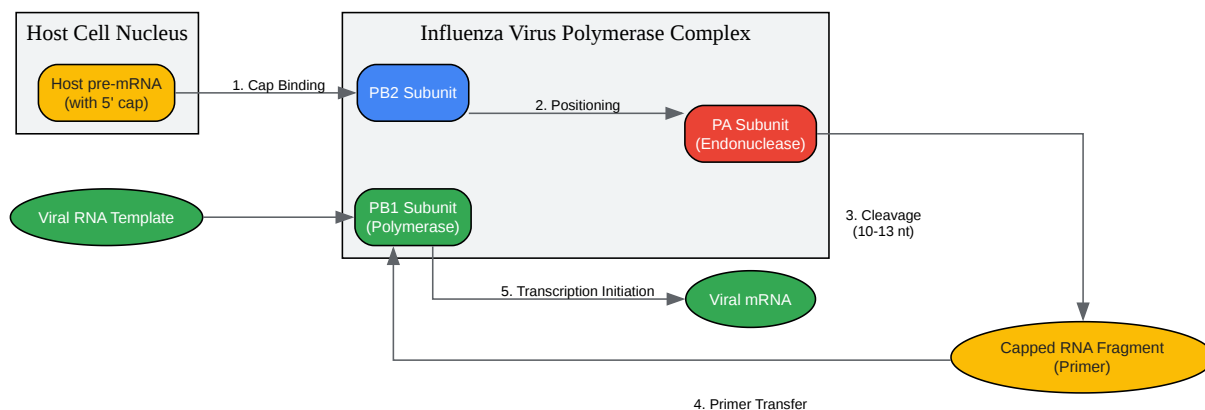 Host Cell Nucleus
Influenza Virus Polymerase Complex
Host pre-mRNA
(with 5' cap)
1. Cap Binding
PB2 Subunit
2. Positioning
PA Subunit
(Endonuclease)
Viral RNA Template
PB1 Subunit
(Polymerase)
3. Cleavage
(10-13 nt)
5. Transcription Initiation
Viral mRNA
Capped RNA Fragment
(Primer)
4. Primer Transfer